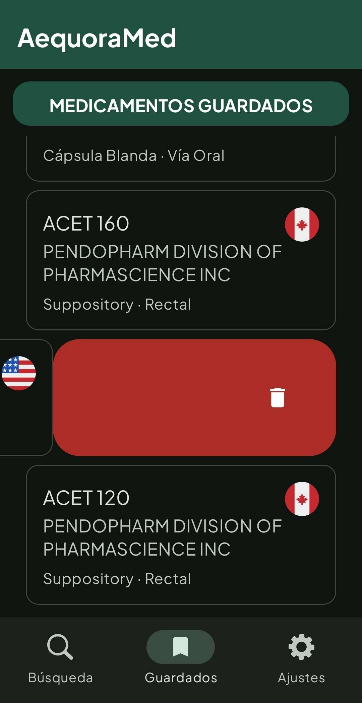 AequoraMed
MEDICAMENTOS GUARDADOS
Cápsula Blanda · Vía Oral
ACET 160
PENDOPHARM DIVISION OF
PHARMASCIENCE INC
Suppository · Rectal
ACET 120
PENDOPHARM DIVISION OF
PHARMASCIENCE INC
Suppository · Rectal
Búsqueda
Guardados
Ajustes